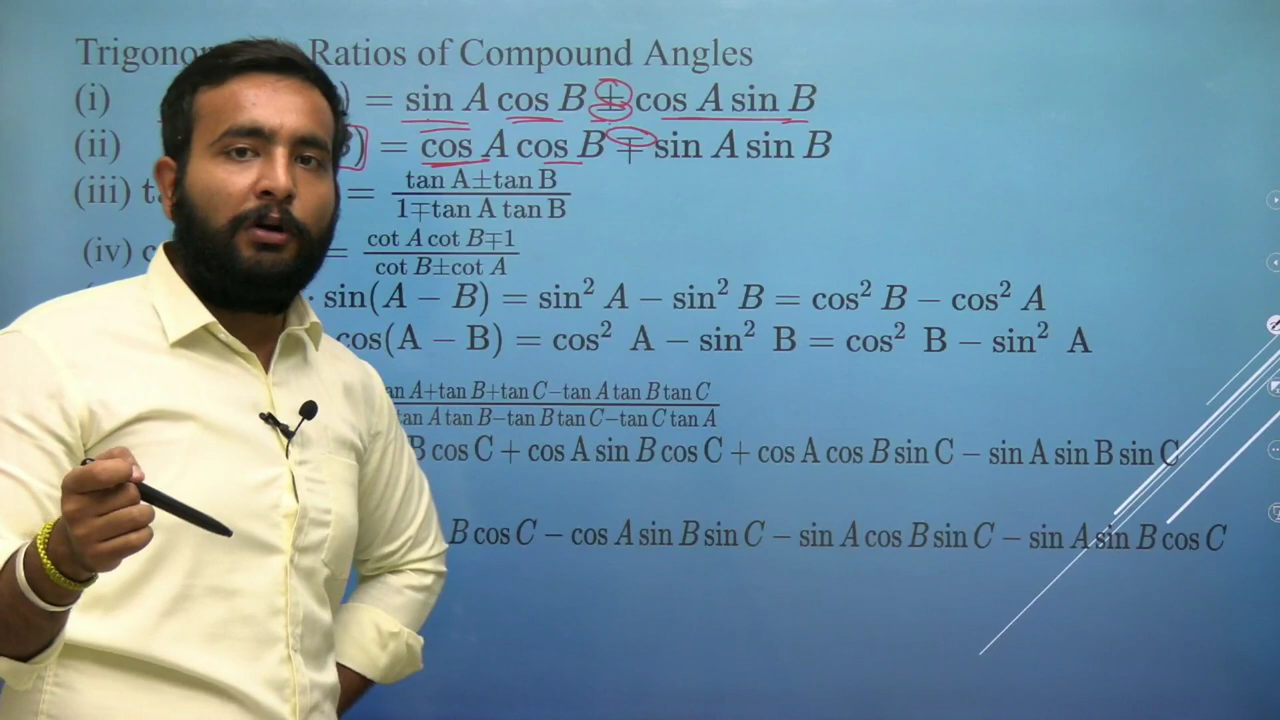 Trigono Ratios of Compound Angles
(i) ) = sin A cos B ± cos A sin B
(ii) B) = cos A cos B ∓ sin A sin B
(iii) ta = (tan A±tan B)/(1∓tan A tan B)
(iv) c = (cot A cot B∓1)/(cot B±cot A)
· sin(A − B) = sin² A − sin² B = cos² B − cos² A
cos(A − B) = cos² A − sin² B = cos² B − sin² A
an A+tan B+tan C−tan A tan B tan C
tan A tan B−tan B tan C−tan C tan A
B cos C + cos A sin B cos C + cos A cos B sin C − sin A sin B sin C
B cos C − cos A sin B sin C − sin A cos B sin C − sin A sin B cos C